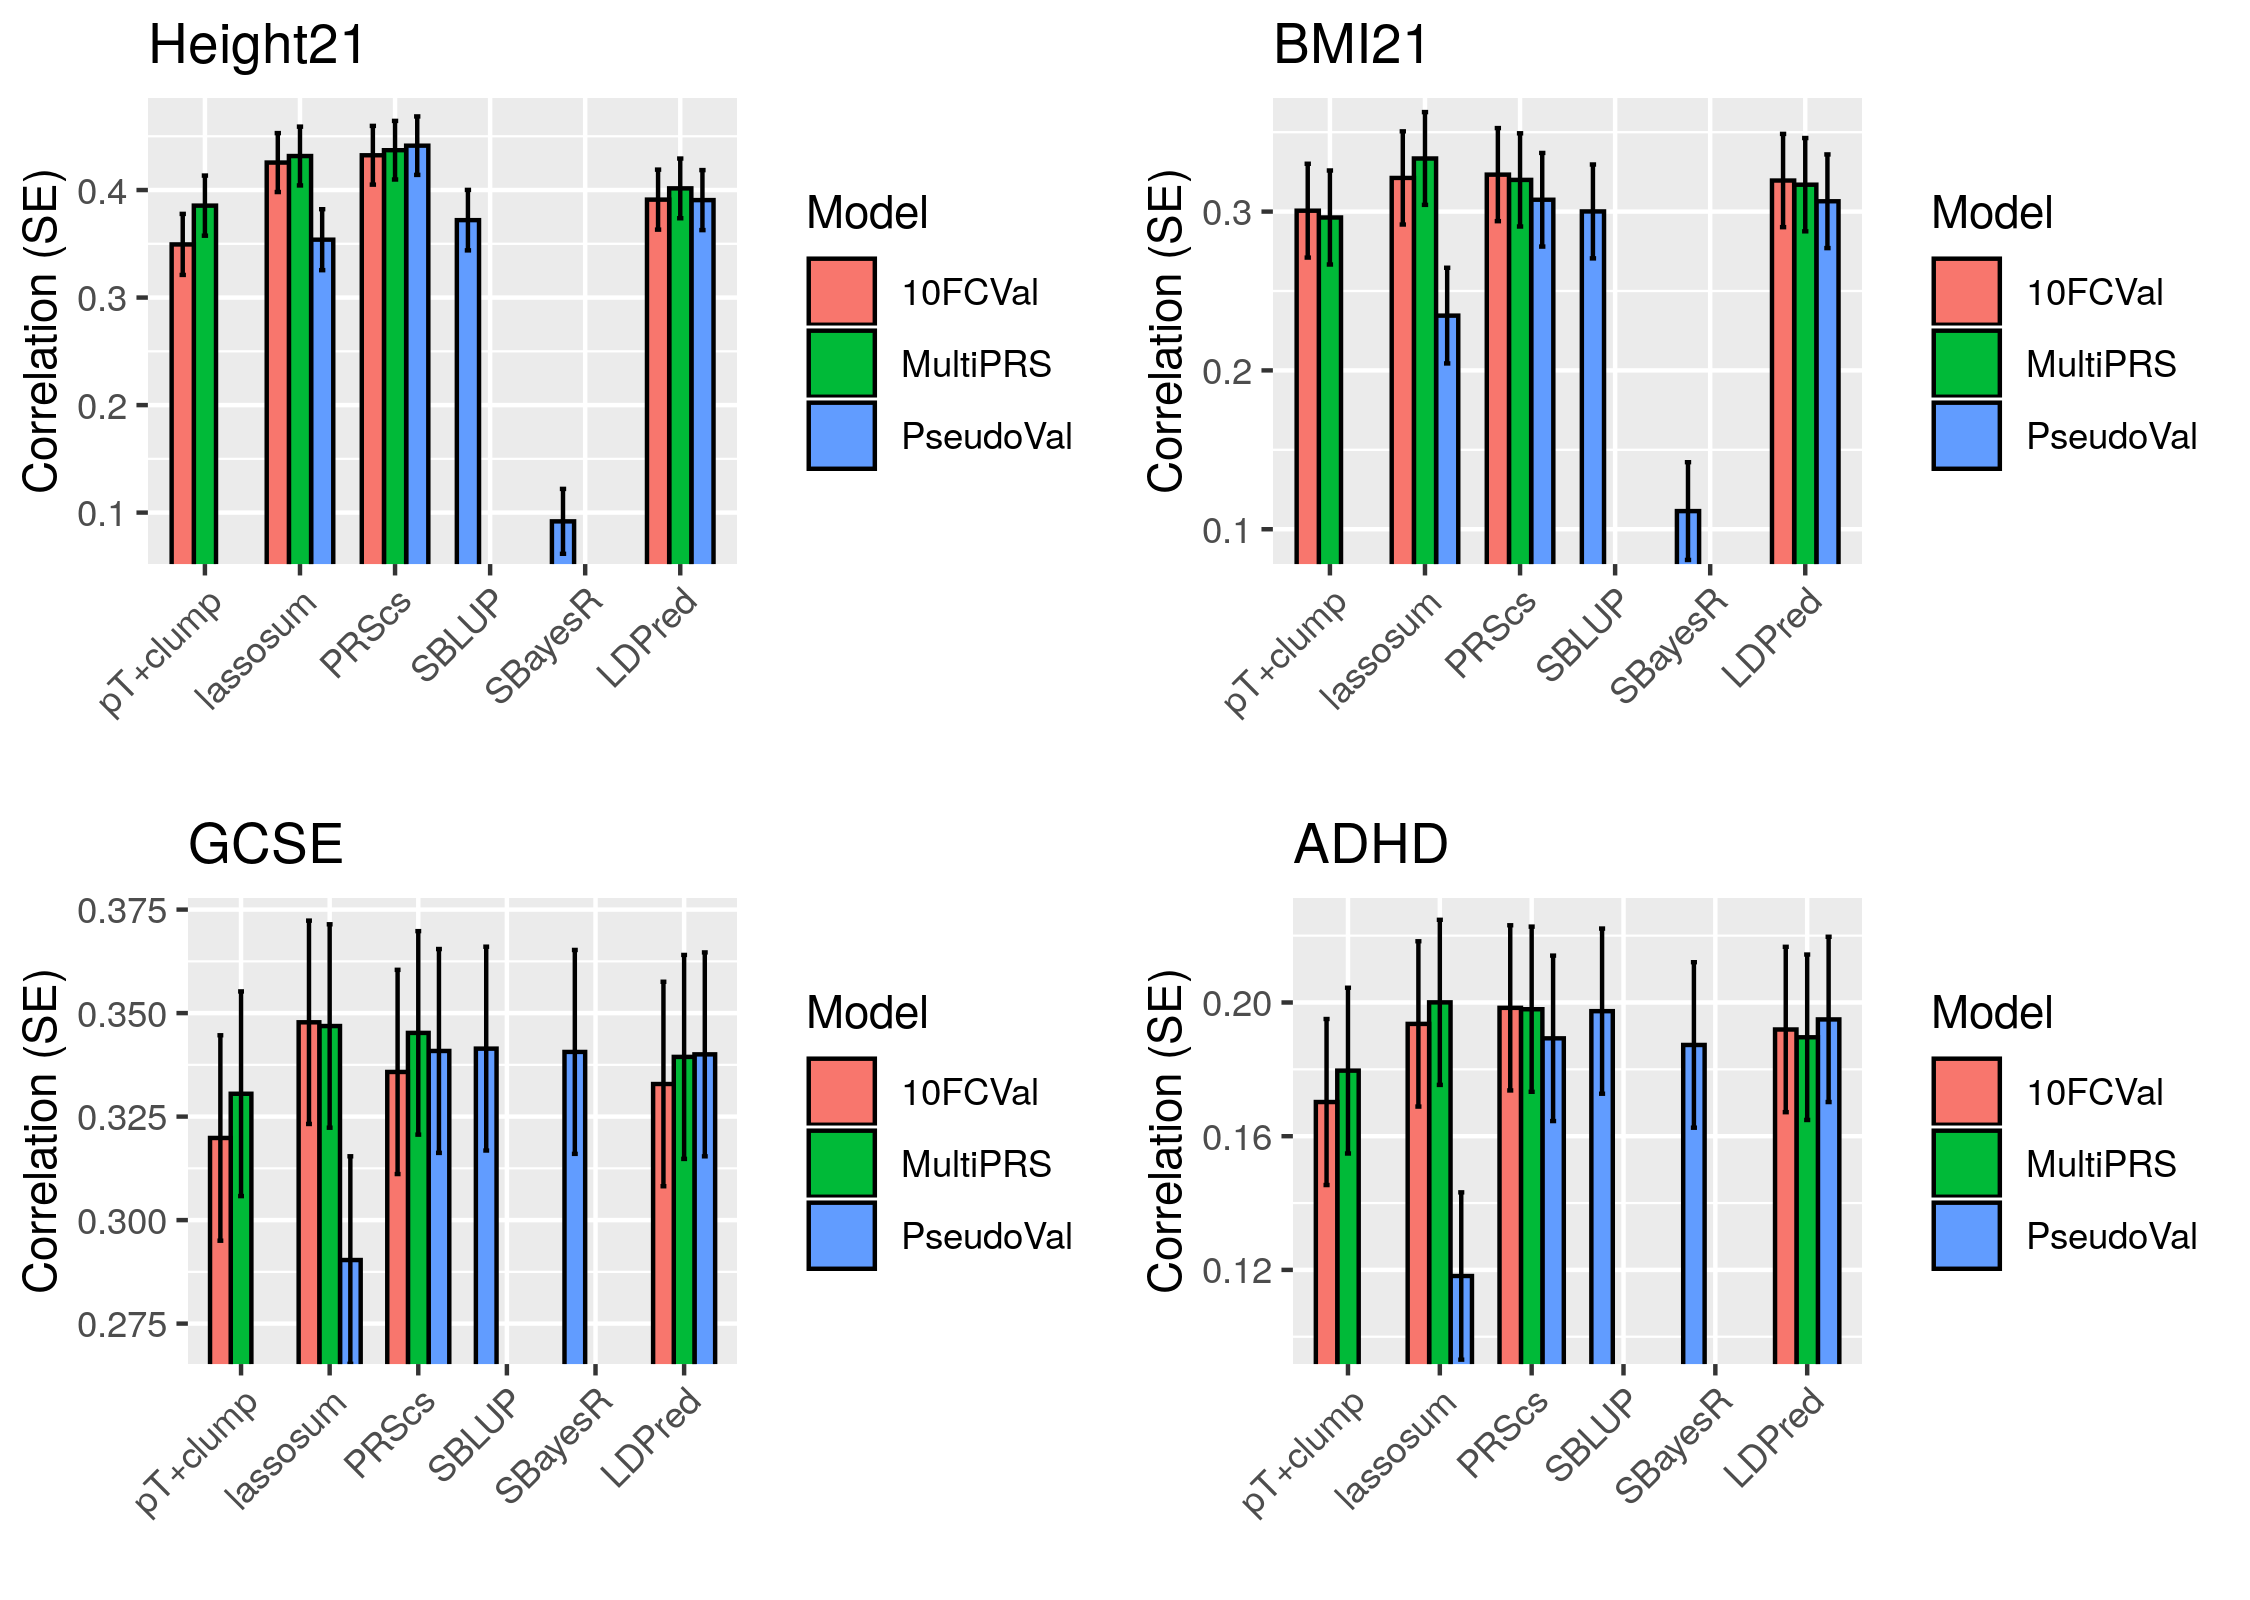 Height21
Correlation (SE)
0.4
0.3
0.2
0.1
pT+clump
lassosum
PRScs
SBLUP
SBayesR
LDPred
Model
10FCVal
MultiPRS
PseudoVal
BMI21
Correlation (SE)
0.3
0.2
0.1
pT+clump
lassosum
PRScs
SBLUP
SBayesR
LDPred
Model
10FCVal
MultiPRS
PseudoVal
GCSE
Correlation (SE)
0.375
0.350
0.325
0.300
0.275
pT+clump
lassosum
PRScs
SBLUP
SBayesR
LDPred
Model
10FCVal
MultiPRS
PseudoVal
ADHD
Correlation (SE)
0.20
0.16
0.12
pT+clump
lassosum
PRScs
SBLUP
SBayesR
LDPred
Model
10FCVal
MultiPRS
PseudoVal